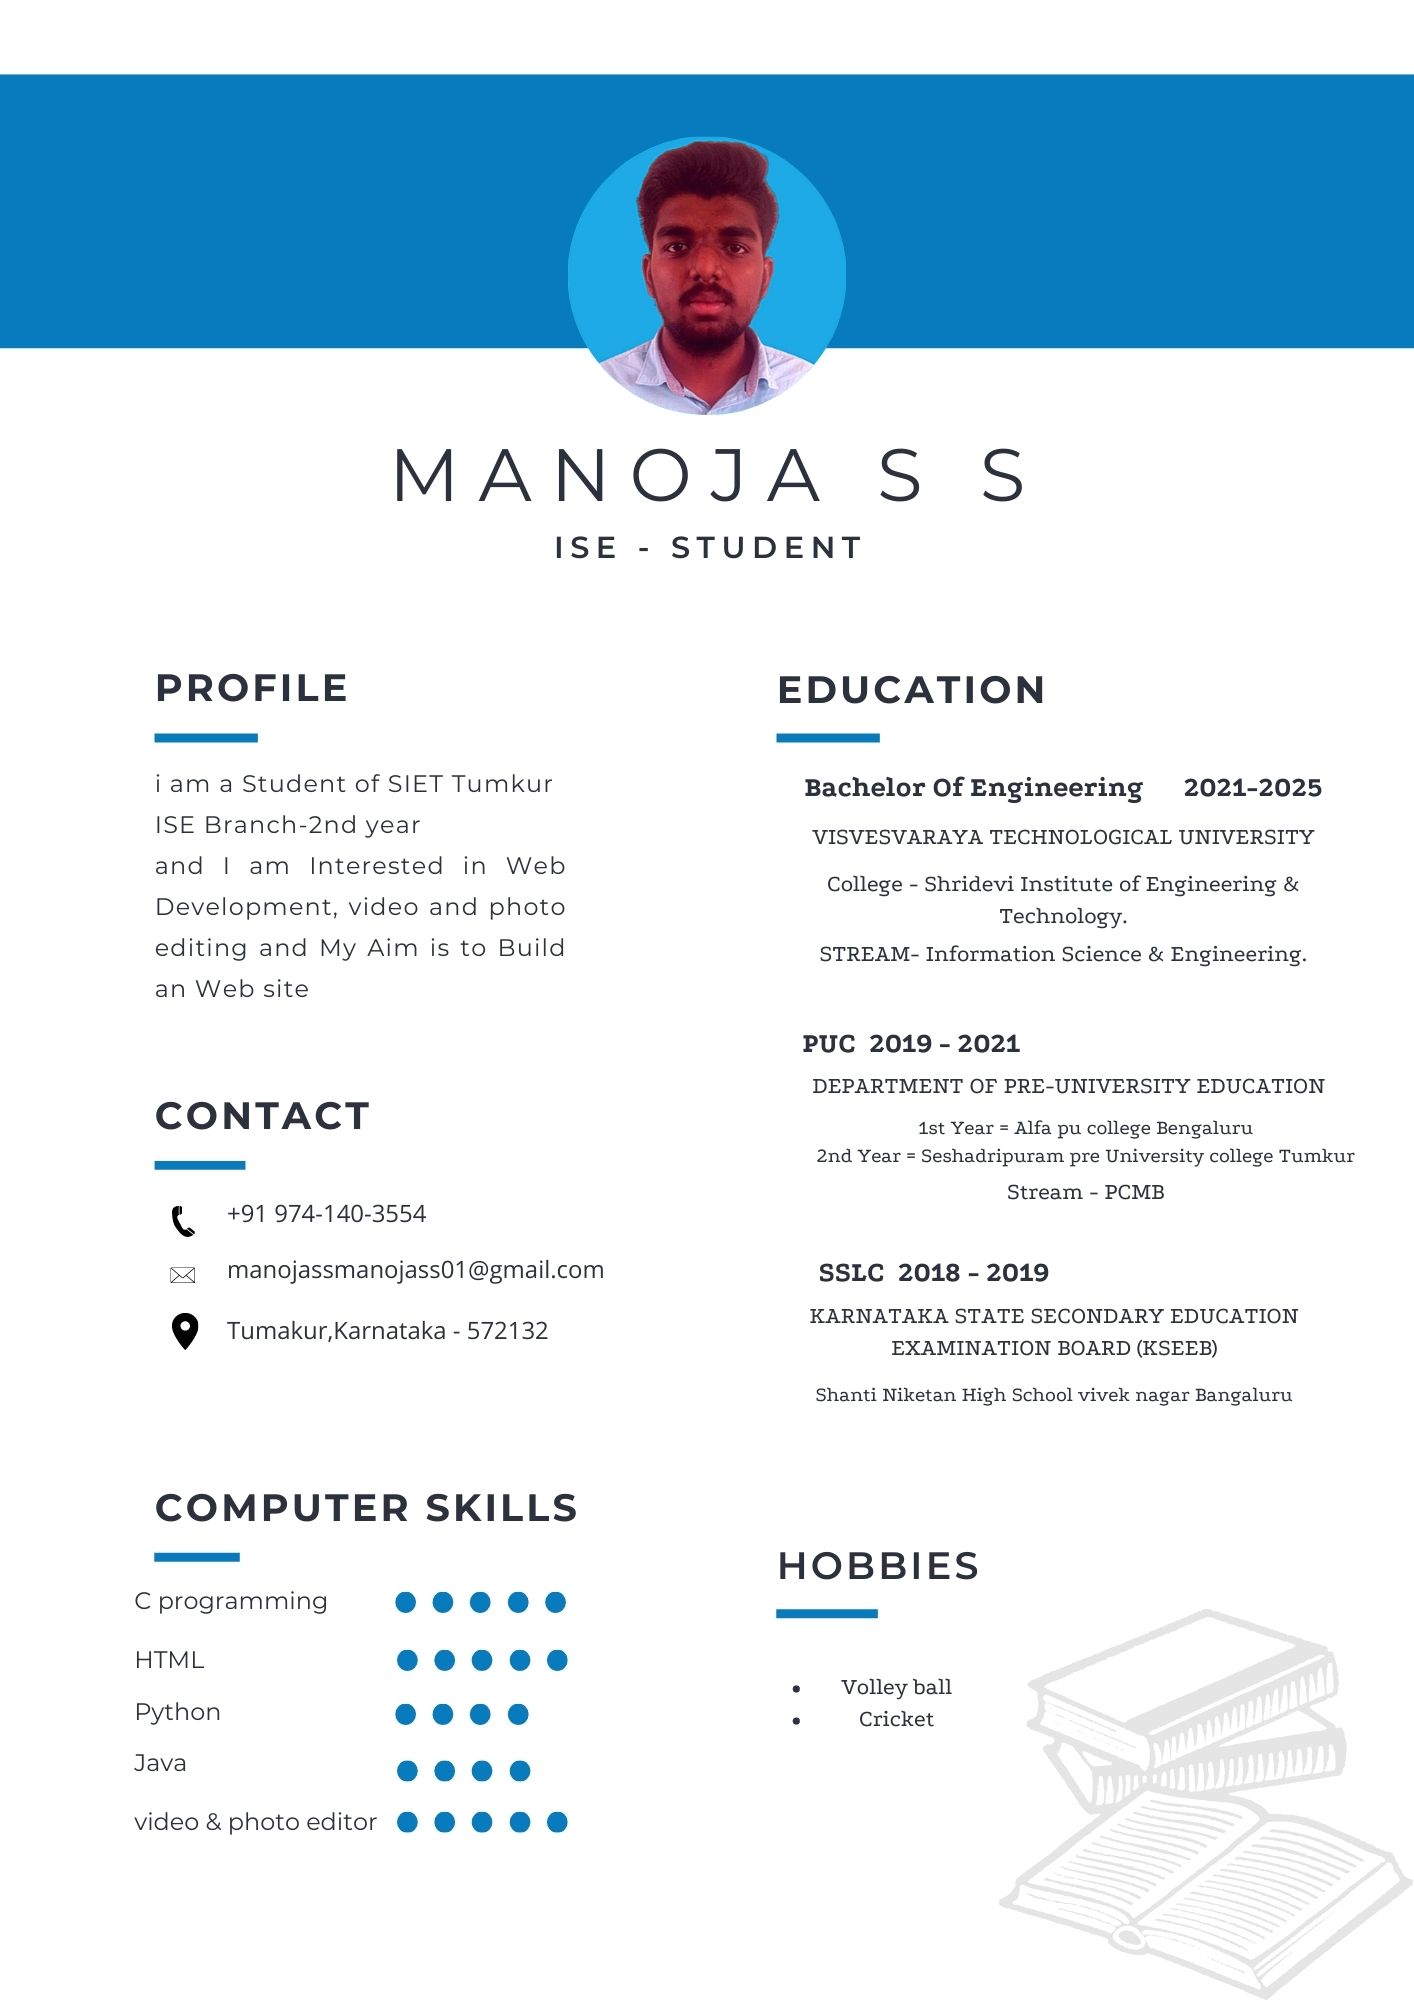 MANOJA S S
ISE - STUDENT
PROFILE
i am a Student of SIET Tumkur
ISE Branch-2nd year
and I am Interested in Web
Development, video and photo
editing and My Aim is to Build
an Web site
CONTACT
+91 974-140-3554
manojassmanojass01@gmail.com
Tumakur,Karnataka - 572132
COMPUTER SKILLS
C programming
HTML
Python
Java
video & photo editor
EDUCATION
Bachelor Of Engineering 2021-2025
VISVESVARAYA TECHNOLOGICAL UNIVERSITY
College - Shridevi Institute of Engineering &
Technology.
STREAM- Information Science & Engineering.
PUC 2019 - 2021
DEPARTMENT OF PRE-UNIVERSITY EDUCATION
1st Year = Alfa pu college Bengaluru
2nd Year = Seshadripuram pre University college Tumkur
Stream - PCMB
SSLC 2018 - 2019
KARNATAKA STATE SECONDARY EDUCATION
EXAMINATION BOARD (KSEEB)
Shanti Niketan High School vivek nagar Bangaluru
HOBBIES
• Volley ball
• Cricket